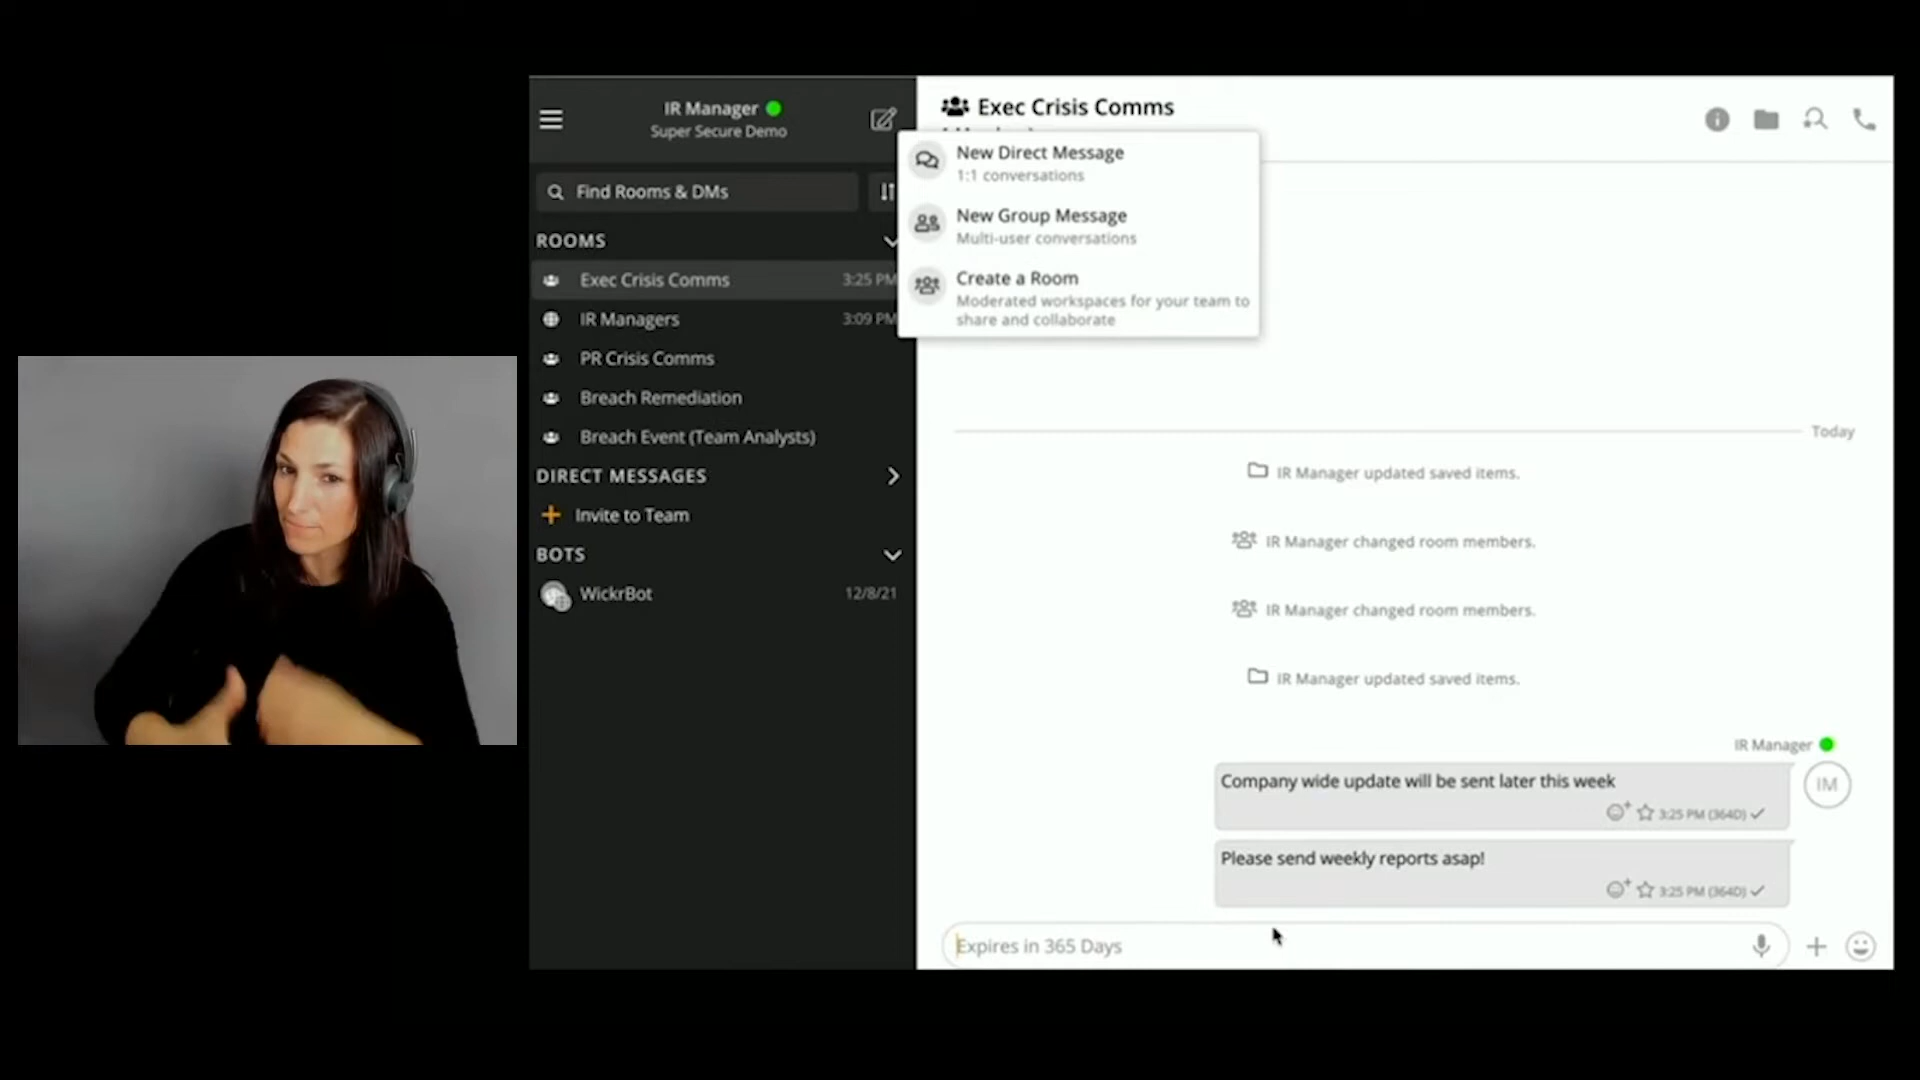 IR Manager
Super Secure Demo
Find Rooms & DMs
ROOMS
Exec Crisis Comms 3:25 PM
IR Managers 3:09 PM
PR Crisis Comms
Breach Remediation
Breach Event (Team Analysts)
DIRECT MESSAGES
Invite to Team
BOTS
WickrBot 12/8/21
Exec Crisis Comms
New Direct Message
1:1 conversations
New Group Message
Multi-user conversations
Create a Room
Moderated workspaces for your team to
share and collaborate
Today
IR Manager updated saved items.
IR Manager changed room members.
IR Manager changed room members.
IR Manager updated saved items.
IR Manager
Company wide update will be sent later this week
IM
3:25 PM (364D)
Please send weekly reports asap!
3:25 PM (364D)
Expires in 365 Days